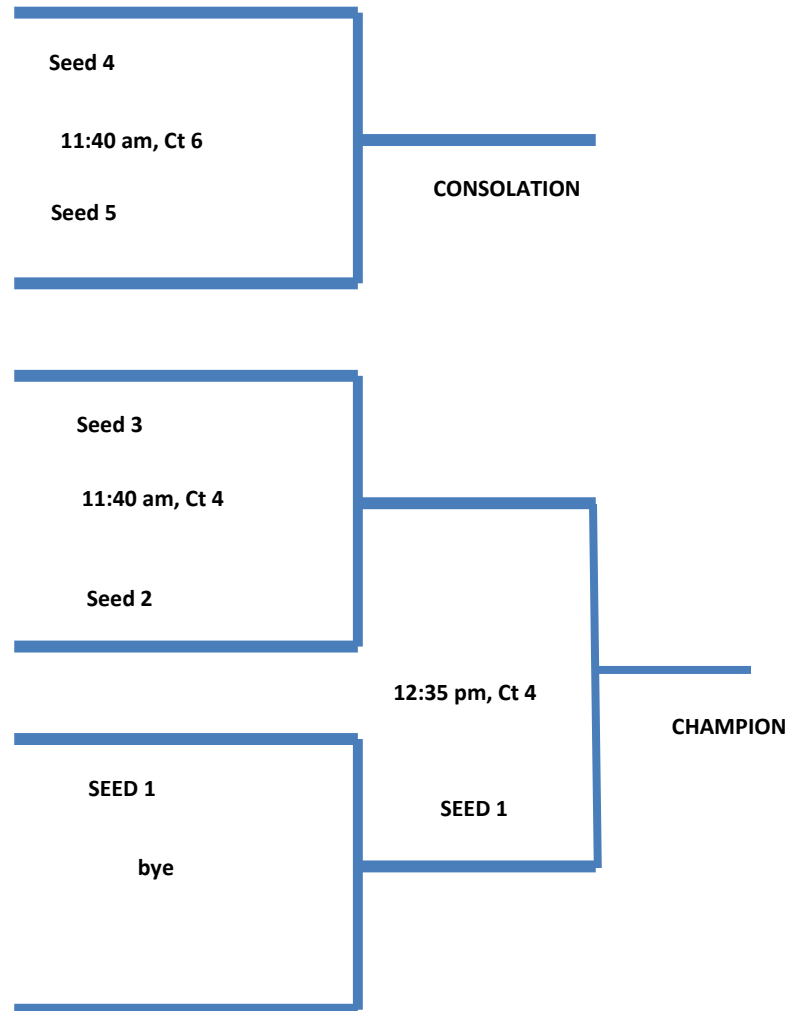 Seed 4
11:40 am, Ct 6
CONSOLATION
Seed 5
Seed 3
11:40 am, Ct 4
Seed 2
12:35 pm, Ct 4
CHAMPION
SEED 1
SEED 1
bye